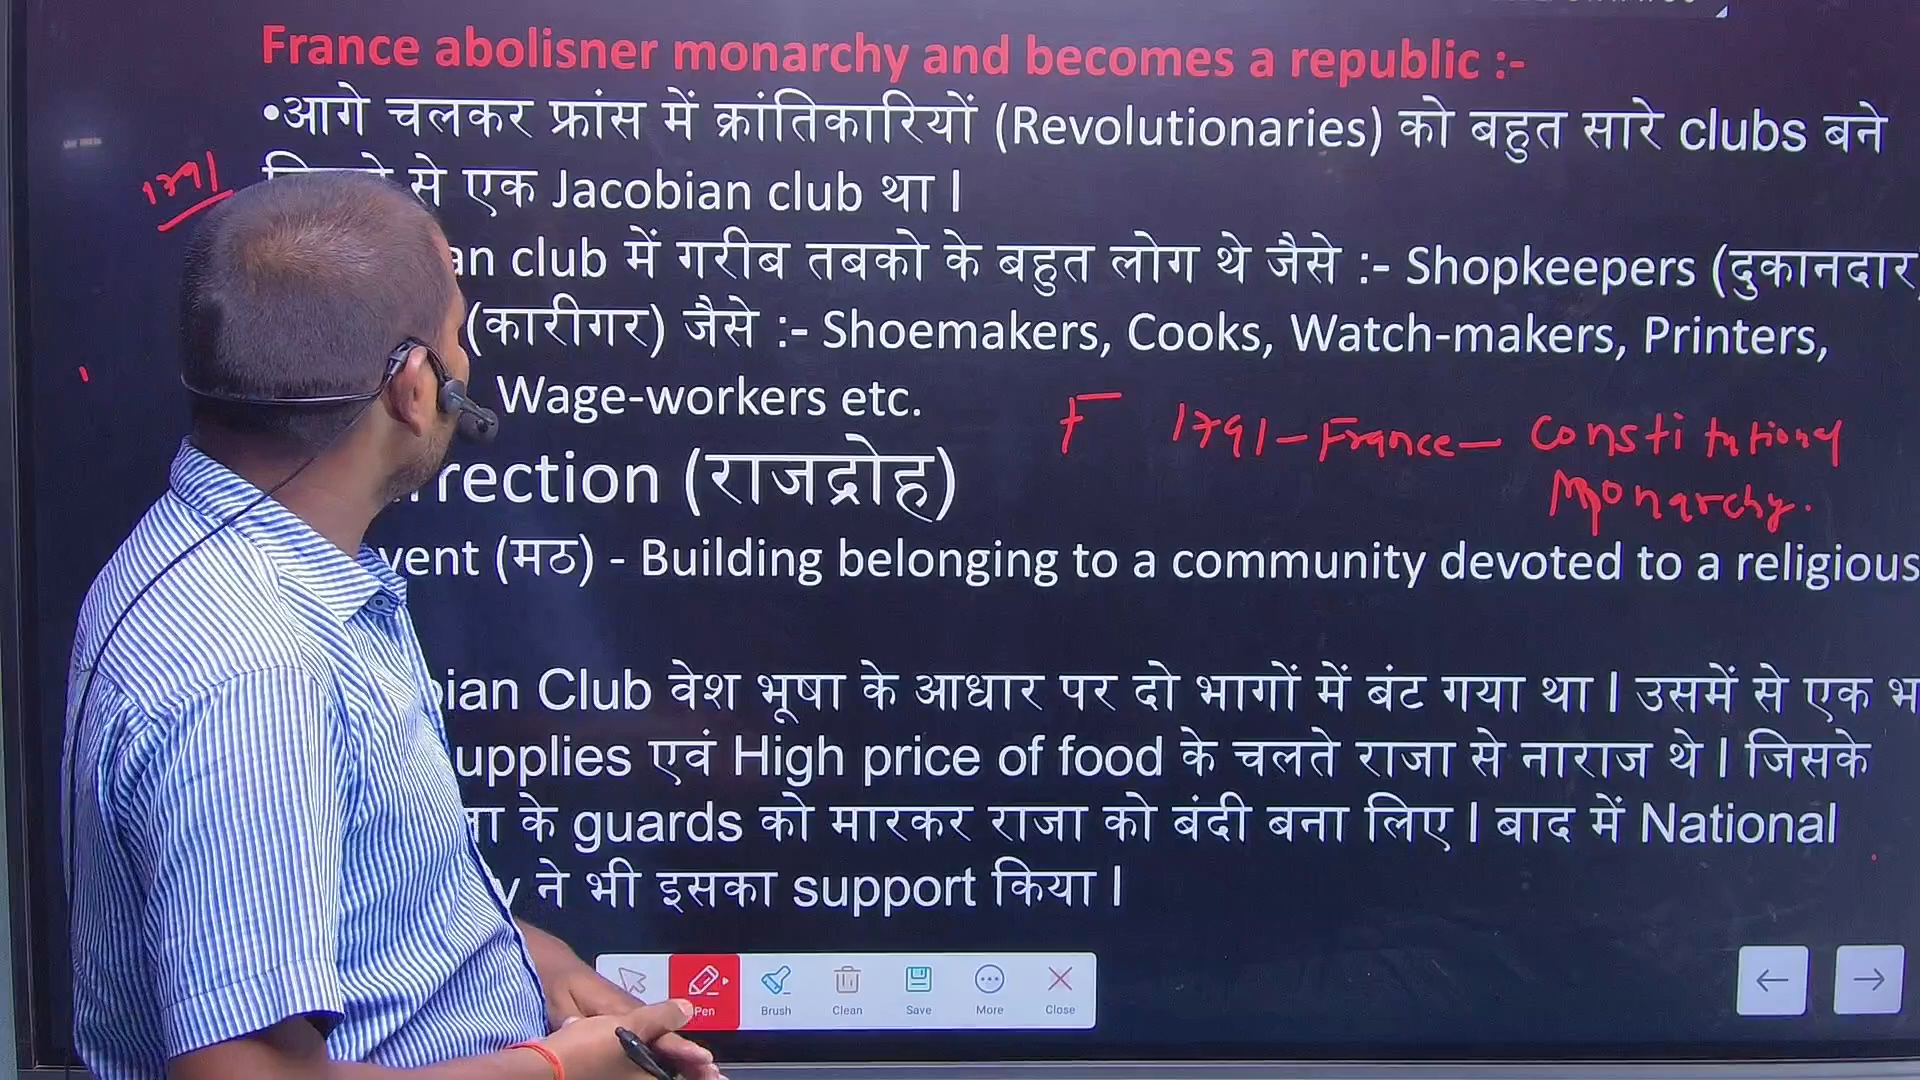 France abolisner monarchy and becomes a republic :-
•आगे चलकर फ्रांस में क्रांतिकारियों (Revolutionaries) को बहुत सारे clubs बने
1791
से एक Jacobian club था l
an club में गरीब तबको के बहुत लोग थे जैसे :- Shopkeepers (दुकानदार
(कारीगर) जैसे :- Shoemakers, Cooks, Watch-makers, Printers,
Wage-workers etc.
F 1791 – France – Constitutional
Monarchy.
rrection (राजद्रोह)
vent (मठ) - Building belonging to a community devoted to a religious
bian Club वेश भूषा के आधार पर दो भागों में बंट गया था l उसमें से एक भ
upplies एवं High price of food के चलते राजा से नाराज थे l जिसके
के guards को मारकर राजा को बंदी बना लिए l बाद में National
y ने भी इसका support किया l
Pen Brush Clean Save More Close